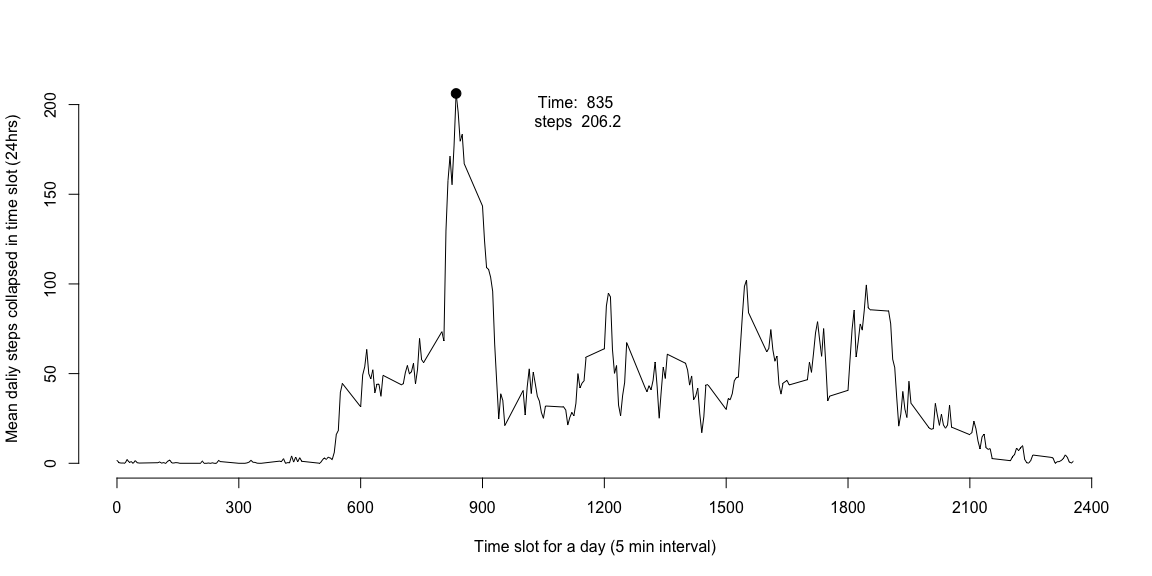 Time: 835
steps 206.2
Mean daliy steps collapsed in time slot (24hrs)
200
150
100
50
0
0 300 600 900 1200 1500 1800 2100 2400
Time slot for a day (5 min interval)